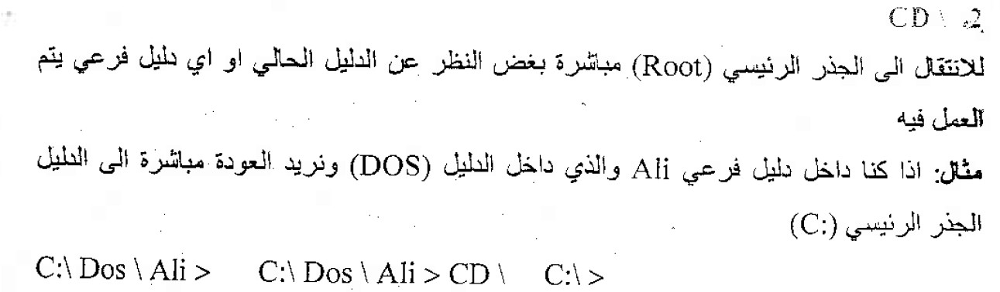 2. CD \
للانتقال الى الجذر الرئيسي (Root) مباشرة بغض النظر عن الدليل الحالي او اي دليل فرعي يتم
العمل فيه
مثال: اذا كنا داخل دليل فرعي Ali والذي داخل الدليل (DOS) ونريد العودة مباشرة الى الدليل
الجذر الرئيسي (C:)
C:\ Dos \ Ali > C:\ Dos \ Ali > CD \ C:\ >